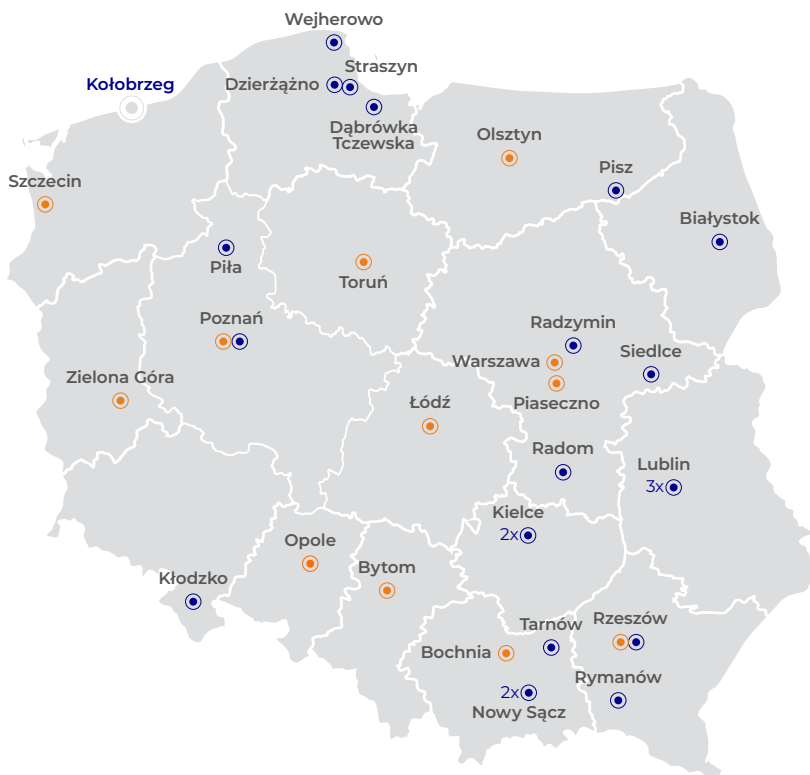 Wejherowo
Straszyn
Kołobrzeg
Dzierżążno
Dąbrówka
Tczewska
Olsztyn
Pisz
Szczecin
Białystok
Piła
Toruń
Poznań
Radzymin
Warszawa
Siedlce
Zielona Góra
Piaseczno
Łódź
Radom
Lublin
3x
Kielce
2x
Opole
Bytom
Kłodzko
Tarnów
Rzeszów
Bochnia
Rymanów
2x
Nowy Sącz